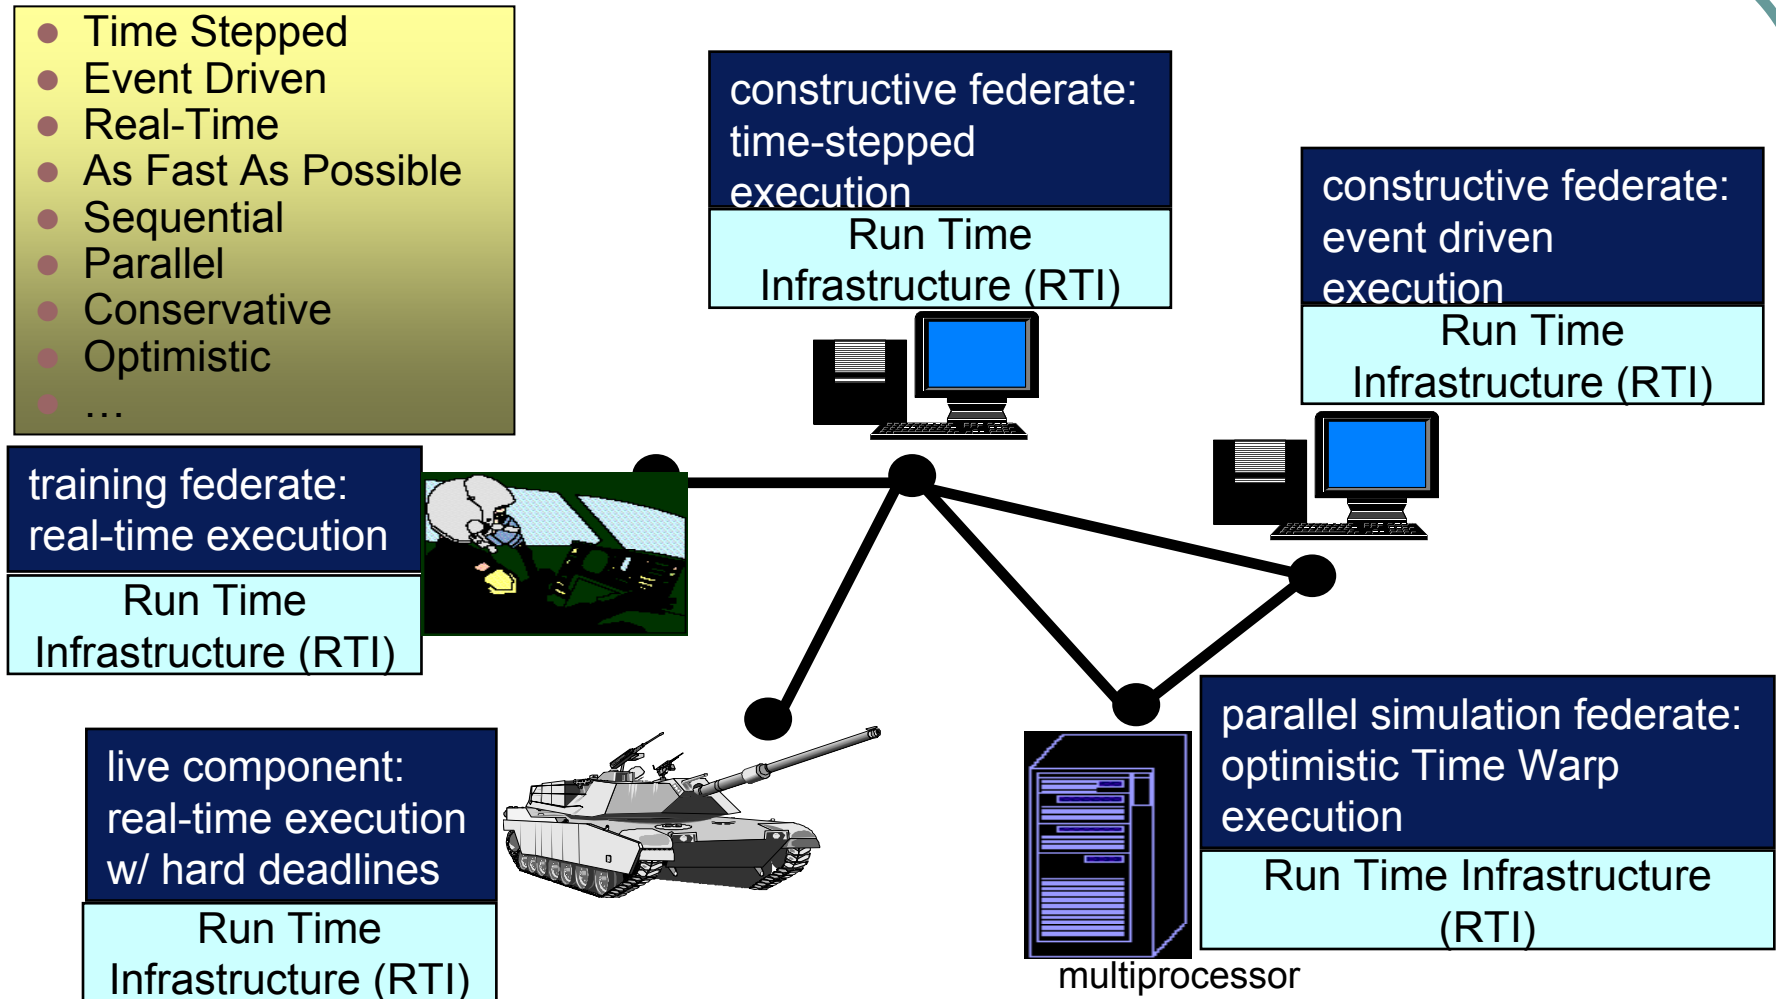 Time Stepped
Event Driven
Real-Time
As Fast As Possible
Sequential
Parallel
Conservative
Optimistic
…
constructive federate:
time-stepped
execution
Run Time
Infrastructure (RTI)
constructive federate:
event driven
execution
Run Time
Infrastructure (RTI)
training federate:
real-time execution
Run Time
Infrastructure (RTI)
live component:
real-time execution
w/ hard deadlines
Run Time
Infrastructure (RTI)
parallel simulation federate:
optimistic Time Warp
execution
Run Time Infrastructure
(RTI)
multiprocessor